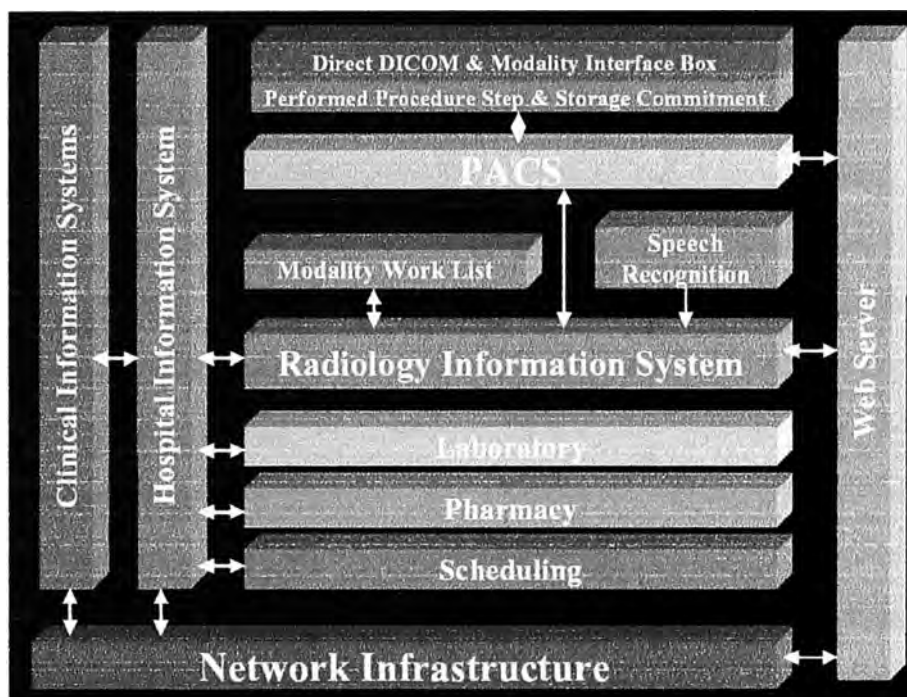 Direct DICOM & Modality Interface Box
Performed Procedure Step & Storage Commitment
PACS
Modality Work List
Speech
Recognition
Radiology Information System
Laboratory
Pharmacy
Scheduling
Network Infrastructure
Clinical Information Systems
Hospital Information System
Web Server